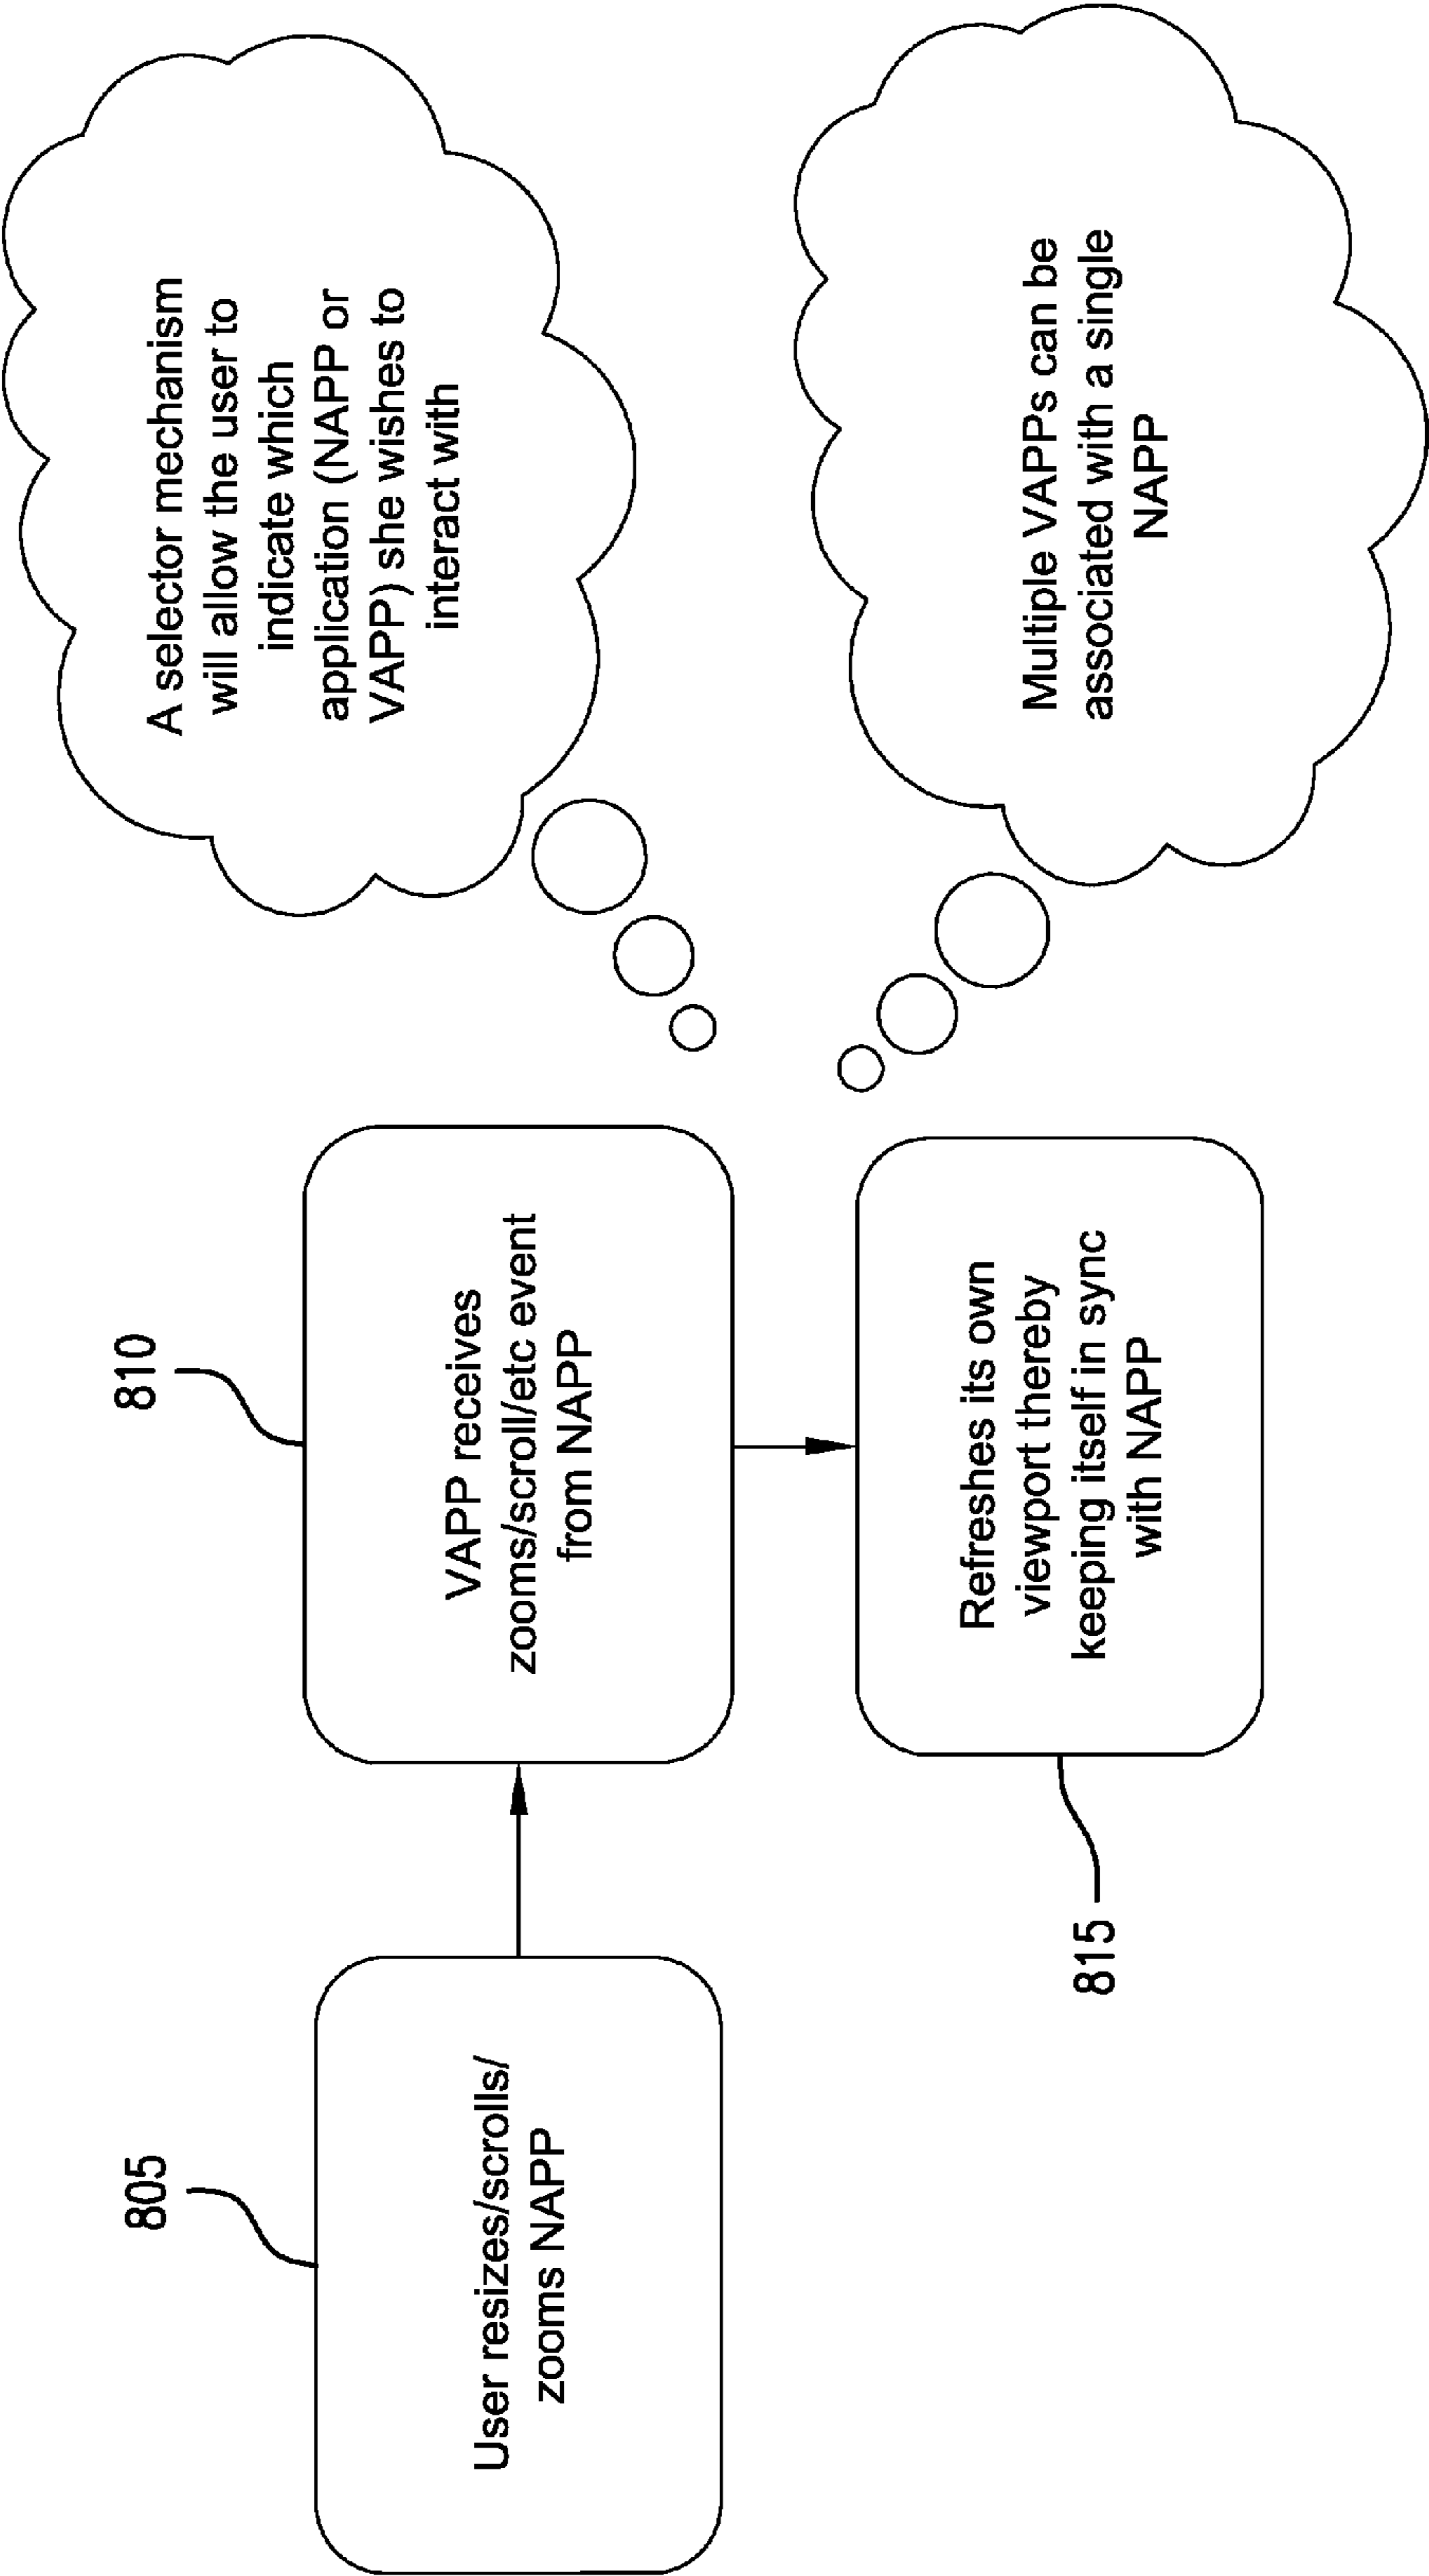 805
User resizes/scrolls/
zooms NAPP
810
VAPP receives
zooms/scroll/etc event
from NAPP
815
Refreshes its own
viewport thereby
keeping itself in sync
with NAPP
A selector mechanism
will allow the user to
indicate which
application (NAPP or
VAPP) she wishes to
interact with
Multiple VAPPs can be
associated with a single
NAPP